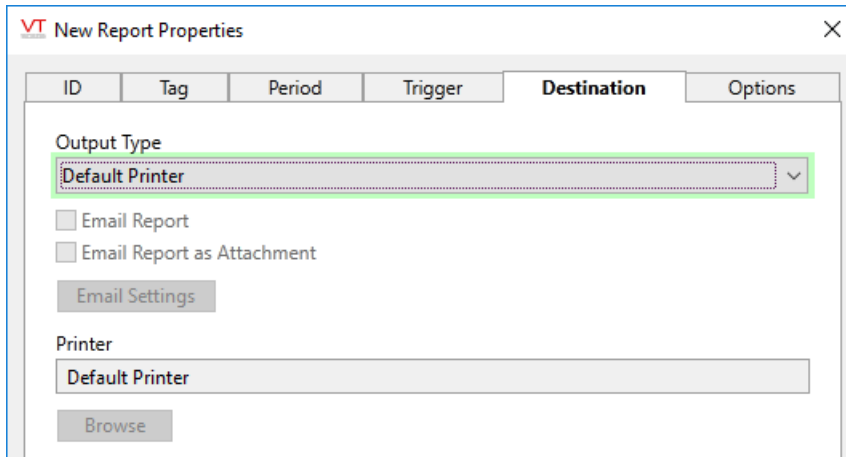 VT New Report Properties
ID Tag Period Trigger Destination Options
Output Type
Default Printer
Email Report
Email Report as Attachment
Email Settings
Printer
Default Printer
Browse